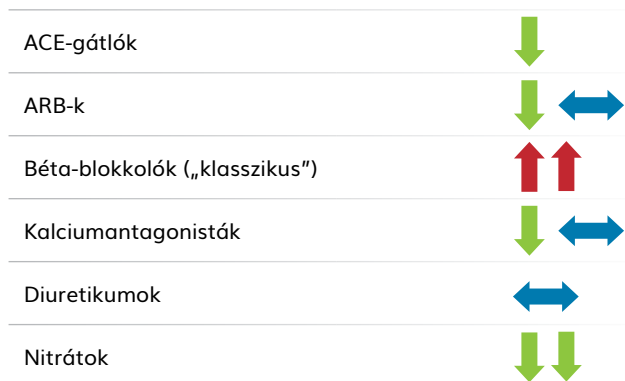 ACE-gátlók
ARB-k
Béta-blokkolók („klasszikus”)
Kalciumantagonisták
Diuretikumok
Nitrátok